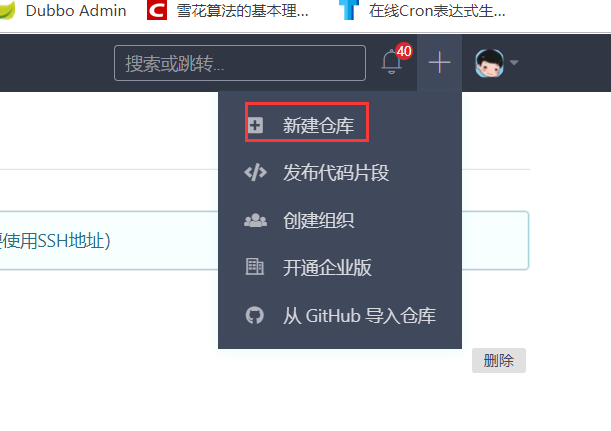 Dubbo Admin
雪花算法的基本理...
在线Cron表达式生...
搜索或跳转...
40
新建仓库
发布代码片段
创建组织
使用SSH地址)
开通企业版
从 GitHub 导入仓库
删除